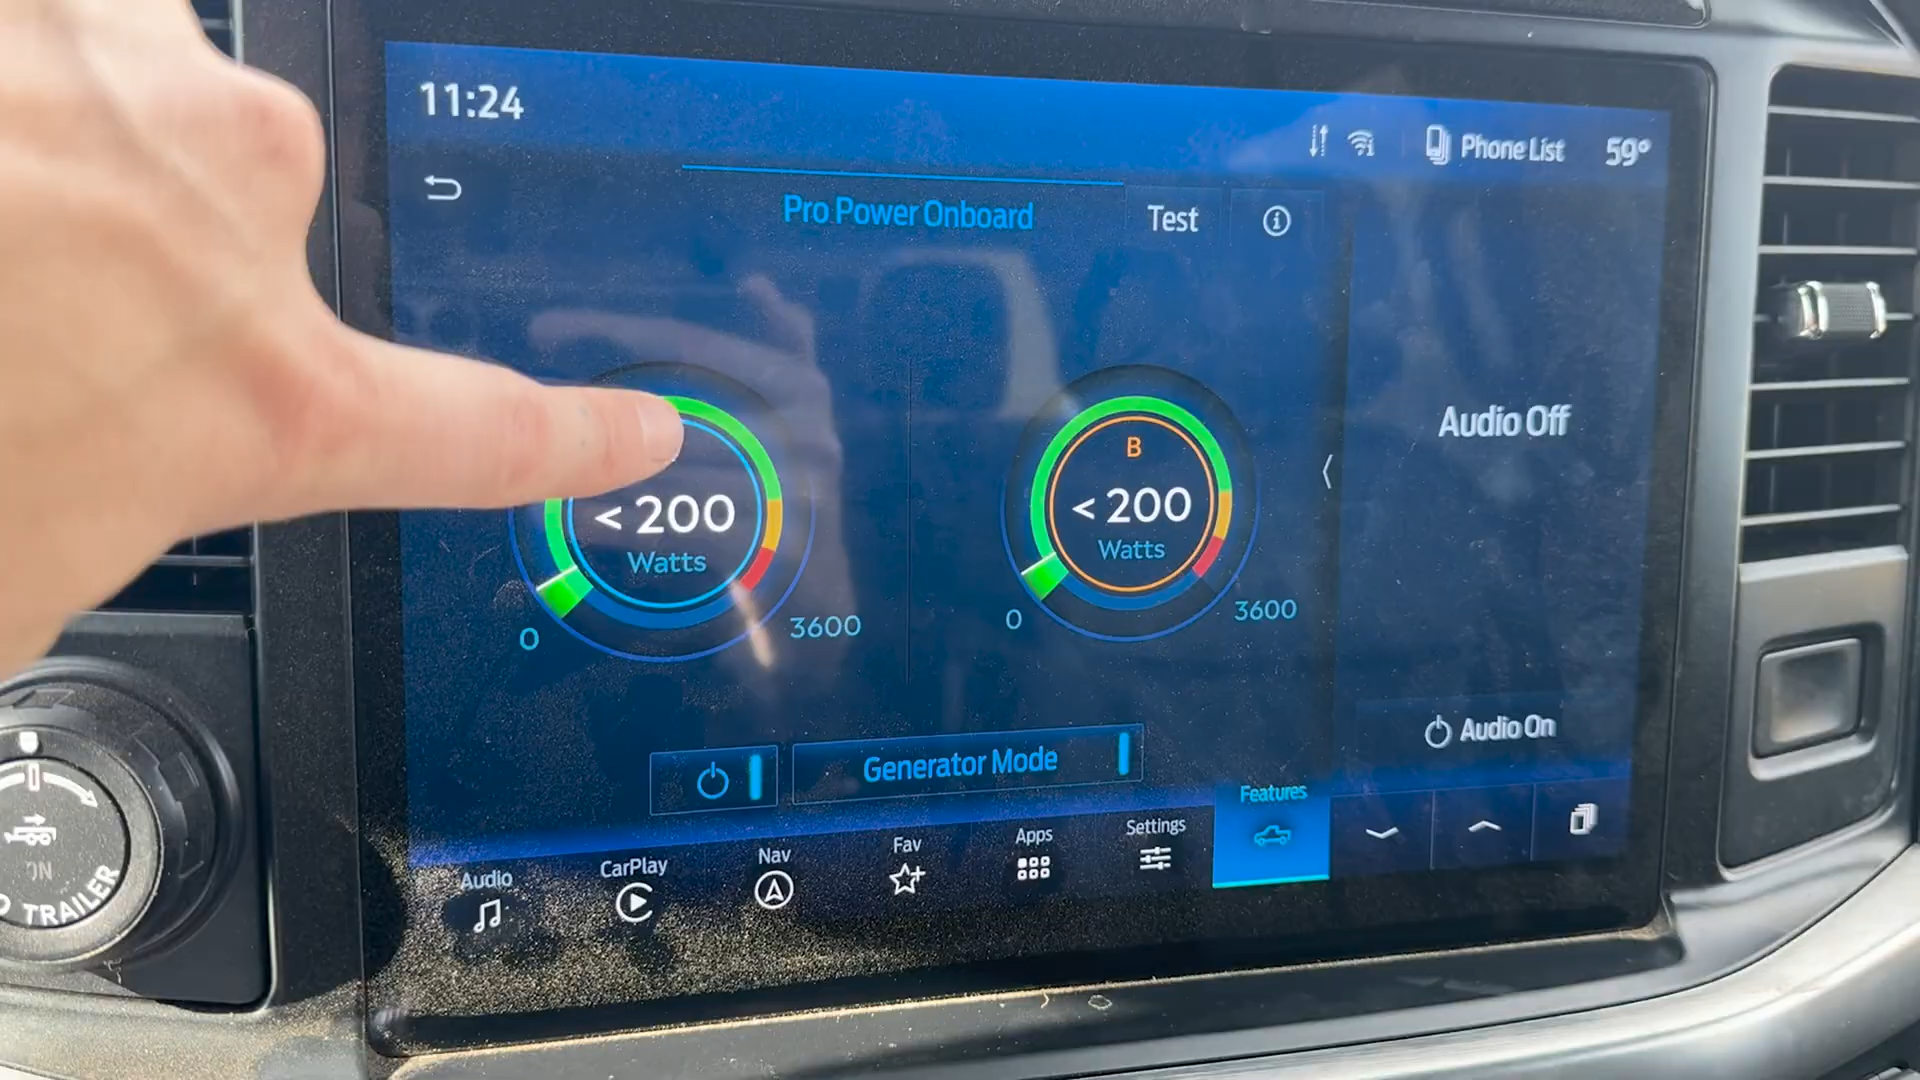 11:24
Phone List
59°
Pro Power Onboard
Test
B
< 200
Watts
0
3600
< 200
Watts
0
3600
Audio Off
Audio On
Generator Mode
Audio
CarPlay
Nav
Fav
Apps
Settings
Features
ON
TRAILER